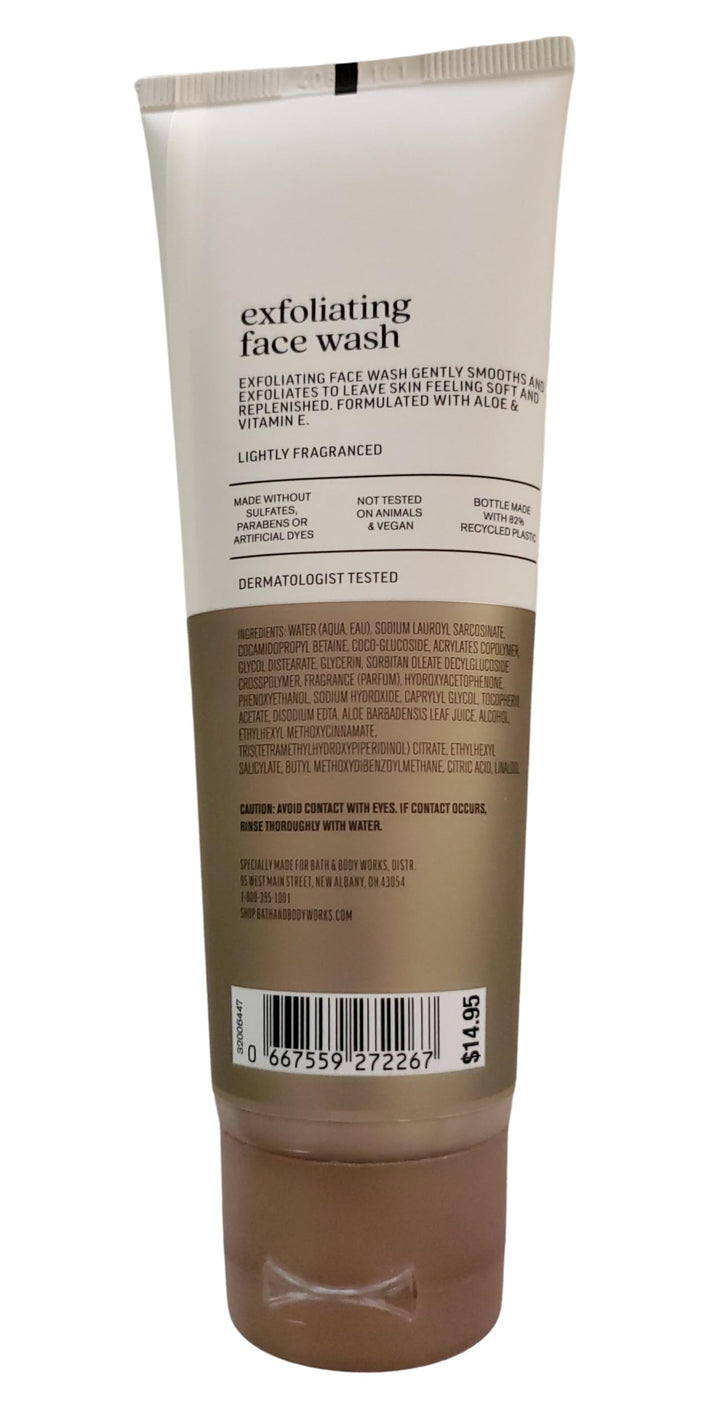 exfoliating
face wash
EXFOLIATING FACE WASH GENTLY SMOOTHS AND
EXFOLIATES TO LEAVE SKIN FEELING SOFT AND
REPLENISHED. FORMULATED WITH ALOE &
VITAMIN E.
LIGHTLY FRAGRANCED
MADE WITHOUT
SULFATES,
PARABENS OR
ARTIFICIAL DYES
NOT TESTED
ON ANIMALS
& VEGAN
BOTTLE MADE
WITH 82%
RECYCLED PLASTIC
DERMATOLOGIST TESTED
INGREDIENTS: WATER (AQUA, EAU), SODIUM LAUROYL SARCOSINATE,
COCAMIDOPROPYL BETAINE, COCO-GLUCOSIDE, ACRYLATES COPOLYMER,
GLYCOL DISTEARATE, GLYCERIN, SORBITAN OLEATE DECYLGLUCOSIDE
CROSSPOLYMER, FRAGRANCE (PARFUM), HYDROXYACETOPHENONE,
PHENOXYETHANOL, SODIUM HYDROXIDE, CAPRYLYL GLYCOL, TOCOPHERYL
ACETATE, DISODIUM EDTA, ALOE BARBADENSIS LEAF JUICE, ALCOHOL,
ETHYLHEXYL METHOXYCINNAMATE,
TRIS(TETRAMETHYLHYDROXYPIPERIDINOL) CITRATE, ETHYLHEXYL
SALICYLATE, BUTYL METHOXYDIBENZOYLMETHANE, CITRIC ACID, LINALOOL
CAUTION: AVOID CONTACT WITH EYES. IF CONTACT OCCURS,
RINSE THOROUGHLY WITH WATER.
SPECIALLY MADE FOR BATH & BODY WORKS, DISTR.
95 WEST MAIN STREET, NEW ALBANY, OH 43054
1-800-395-1001
SHOP BATHANDBODYWORKS.COM
32006447
0 667559 272267
$14.95